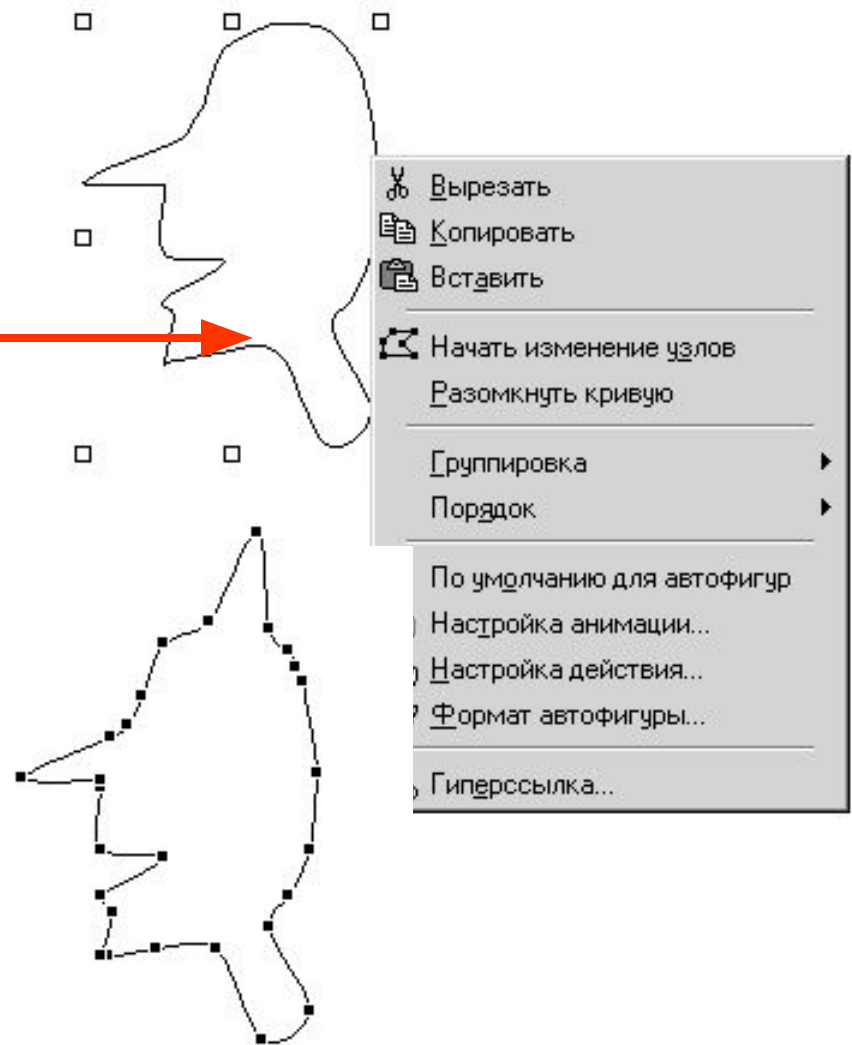 Вырезать
Копировать
Вставить
Начать изменение узлов
Разомкнуть кривую
Группировка
Порядок
По умолчанию для автофигур
Настройка анимации...
Настройка действия...
Формат автофигуры...
Гиперссылка...